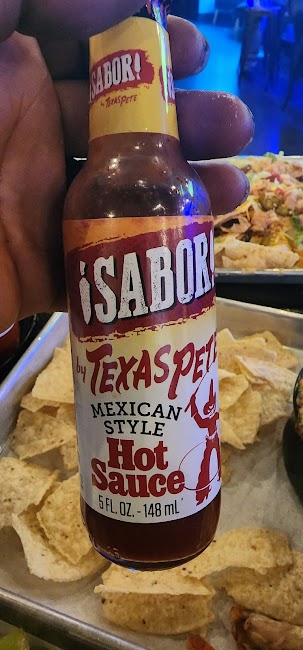 SABOR!
by TEXAS PETE
¡SABOR!
by TEXAS PETE
MEXICAN
STYLE
Hot
Sauce
5 FL. OZ. - 148 mL